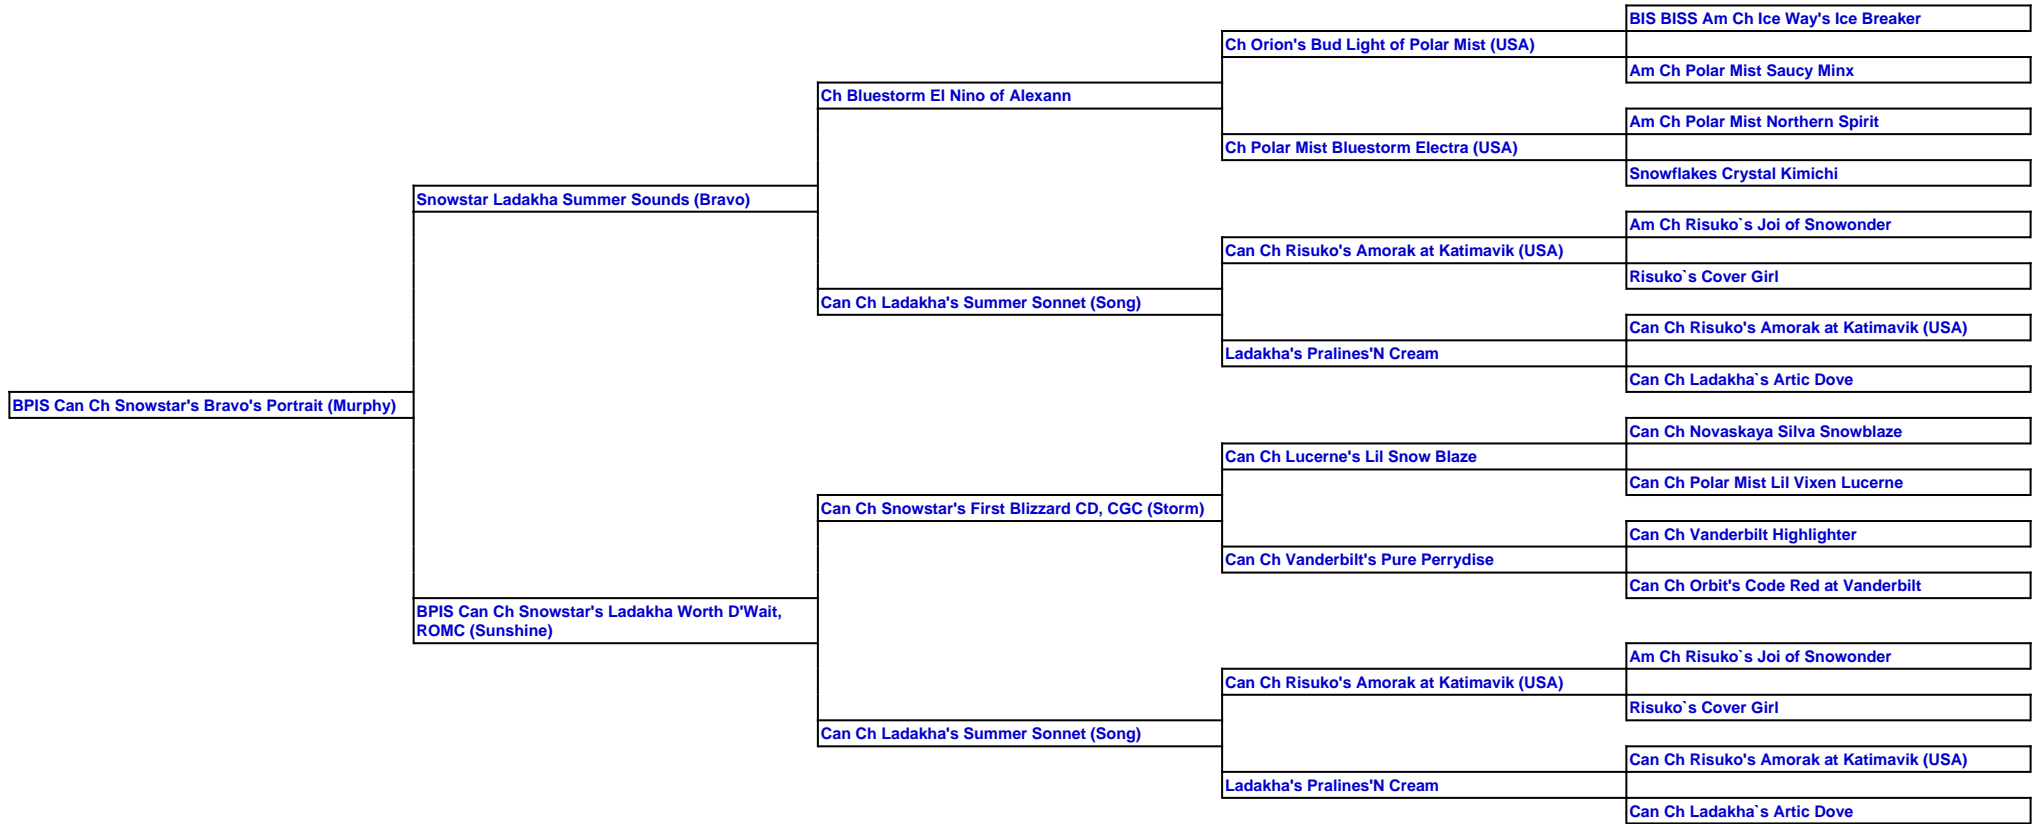 BIS BISS Am Ch Ice Way's Ice Breaker
Ch Orion's Bud Light of Polar Mist (USA)
Am Ch Polar Mist Saucy Minx
Ch Bluestorm El Nino of Alexann
Am Ch Polar Mist Northern Spirit
Ch Polar Mist Bluestorm Electra (USA)
Snowflakes Crystal Kimichi
Snowstar Ladakha Summer Sounds (Bravo)
Am Ch Risuko`s Joi of Snowonder
Can Ch Risuko's Amorak at Katimavik (USA)
Risuko`s Cover Girl
Can Ch Ladakha's Summer Sonnet (Song)
Can Ch Risuko's Amorak at Katimavik (USA)
Ladakha's Pralines'N Cream
Can Ch Ladakha`s Artic Dove
BPIS Can Ch Snowstar's Bravo's Portrait (Murphy)
Can Ch Novaskaya Silva Snowblaze
Can Ch Lucerne's Lil Snow Blaze
Can Ch Polar Mist Lil Vixen Lucerne
Can Ch Snowstar's First Blizzard CD, CGC (Storm)
Can Ch Vanderbilt Highlighter
Can Ch Vanderbilt's Pure Perrydise
Can Ch Orbit's Code Red at Vanderbilt
BPIS Can Ch Snowstar's Ladakha Worth D'Wait,
ROMC (Sunshine)
Am Ch Risuko`s Joi of Snowonder
Can Ch Risuko's Amorak at Katimavik (USA)
Risuko`s Cover Girl
Can Ch Ladakha's Summer Sonnet (Song)
Can Ch Risuko's Amorak at Katimavik (USA)
Ladakha's Pralines'N Cream
Can Ch Ladakha`s Artic Dove